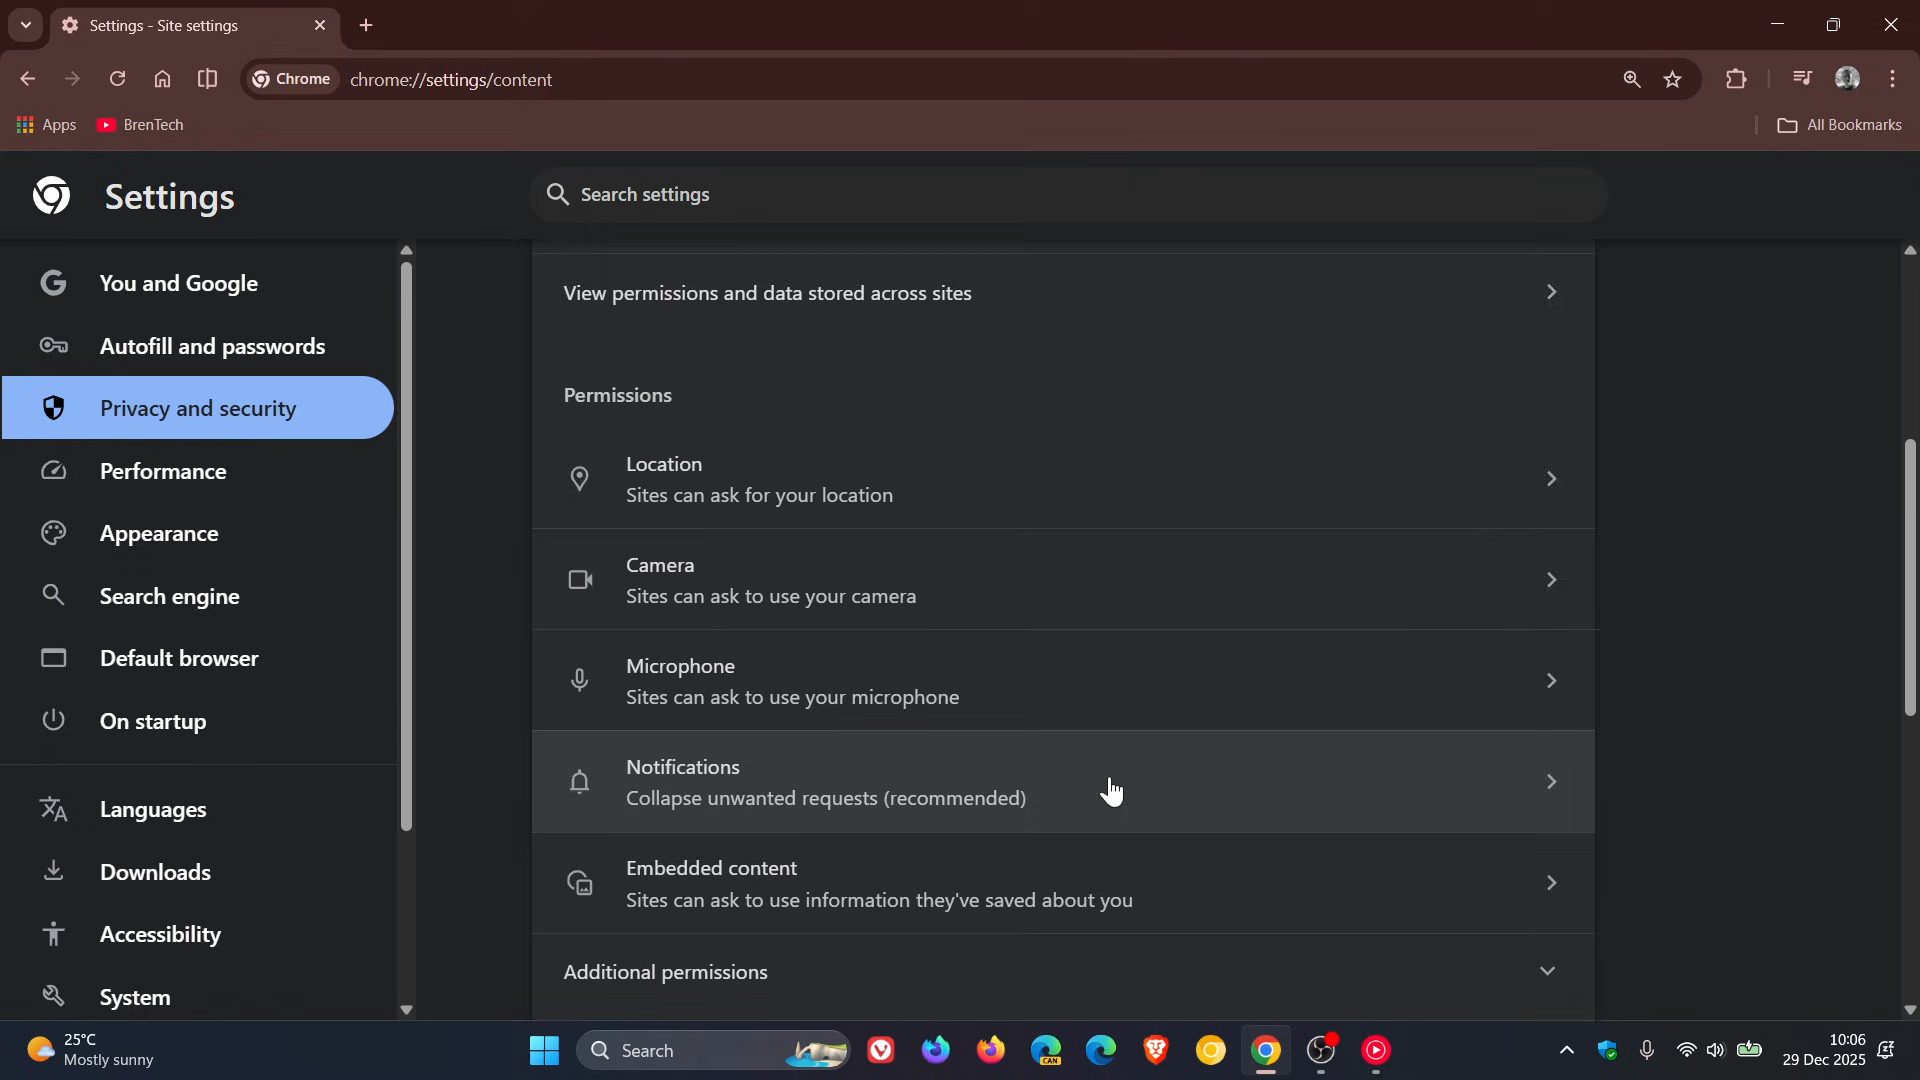 Settings - Site settings
Chrome
chrome://settings/content
Apps
BrenTech
All Bookmarks
Settings
Search settings
You and Google
Autofill and passwords
Privacy and security
Performance
Appearance
Search engine
Default browser
On startup
Languages
Downloads
Accessibility
System
View permissions and data stored across sites
Permissions
Location
Sites can ask for your location
Camera
Sites can ask to use your camera
Microphone
Sites can ask to use your microphone
Notifications
Collapse unwanted requests (recommended)
Embedded content
Sites can ask to use information they've saved about you
Additional permissions
25°C
Mostly sunny
Search
CAN
10:06
29 Dec 2025